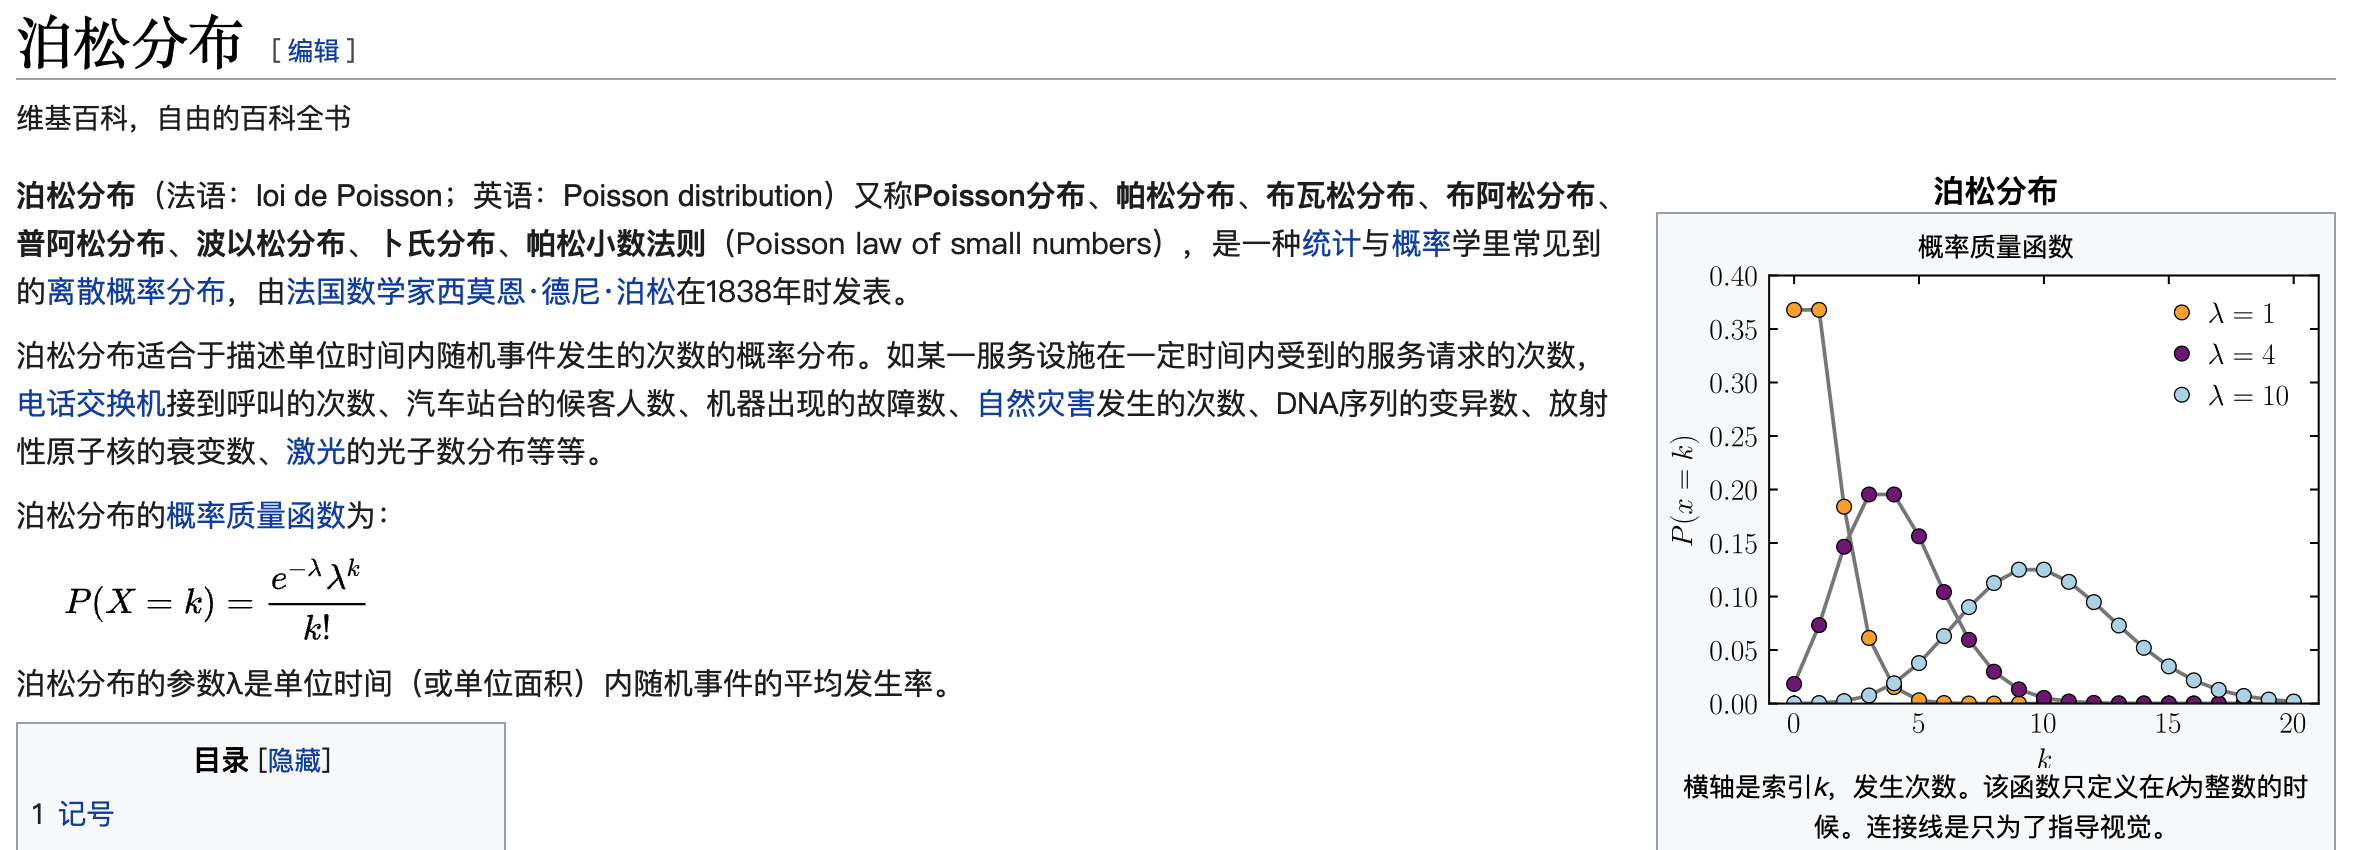 泊松分布 [编辑]
维基百科，自由的百科全书
泊松分布（法语：loi de Poisson；英语：Poisson distribution）又称Poisson分布、帕松分布、布瓦松分布、布阿松分布、
普阿松分布、波以松分布、卜氏分布、帕松小数法则（Poisson law of small numbers），是一种统计与概率学里常见到
的离散概率分布，由法国数学家西莫恩·德尼·泊松在1838年时发表。
泊松分布适合于描述单位时间内随机事件发生的次数的概率分布。如某一服务设施在一定时间内受到的服务请求的次数，
电话交换机接到呼叫的次数、汽车站台的候客人数、机器出现的故障数、自然灾害发生的次数、DNA序列的变异数、放射
性原子核的衰变数、激光的光子数分布等等。
泊松分布的概率质量函数为：
P(X = k) = e^{-λ} λ^k / k!
泊松分布的参数λ是单位时间（或单位面积）内随机事件的平均发生率。
目录 [隐藏]
1 记号
泊松分布
概率质量函数
0.40
0.35
0.30
0.25
0.20
0.15
0.10
0.05
0.00
P(x = k)
λ = 1
λ = 4
λ = 10
0 5 10 15 20
k
横轴是索引k，发生次数。该函数只定义在k为整数的时
候。连接线是只为了指导视觉。